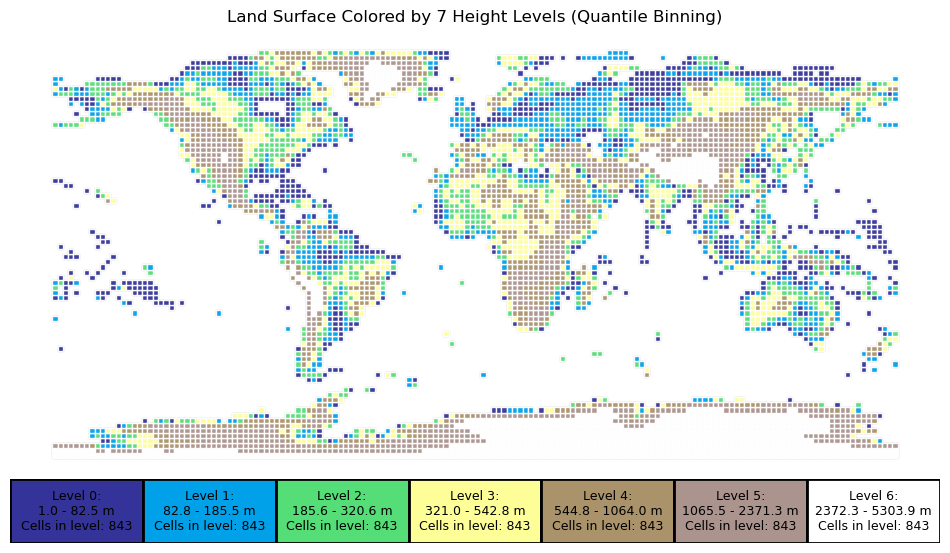 Land Surface Colored by 7 Height Levels (Quantile Binning)
Level 0:
1.0 - 82.5 m
Cells in level: 843
Level 1:
82.8 - 185.5 m
Cells in level: 843
Level 2:
185.6 - 320.6 m
Cells in level: 843
Level 3:
321.0 - 542.8 m
Cells in level: 843
Level 4:
544.8 - 1064.0 m
Cells in level: 843
Level 5:
1065.5 - 2371.3 m
Cells in level: 843
Level 6:
2372.3 - 5303.9 m
Cells in level: 843